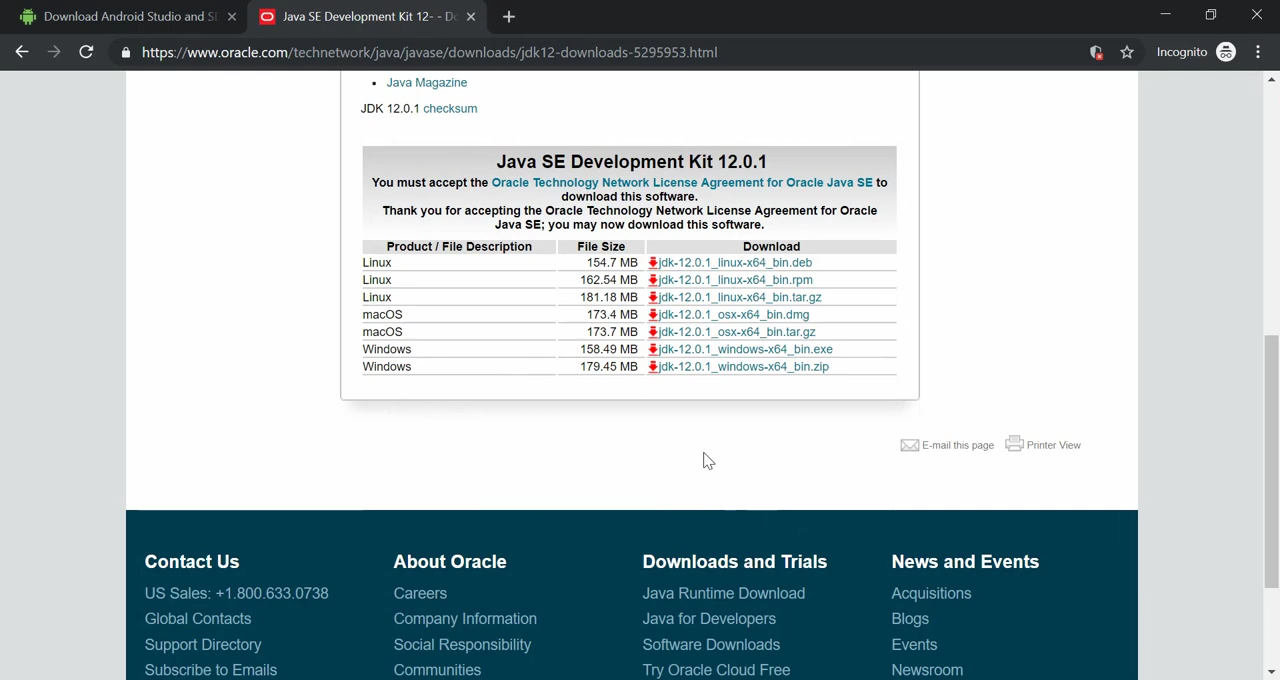 Download Android Studio and S
Java SE Development Kit 12- - Do
https://www.oracle.com/technetwork/java/javase/downloads/jdk12-downloads-5295953.html
Incognito
Java Magazine
JDK 12.0.1 checksum
Java SE Development Kit 12.0.1
You must accept the Oracle Technology Network License Agreement for Oracle Java SE to
download this software.
Thank you for accepting the Oracle Technology Network License Agreement for Oracle
Java SE; you may now download this software.
Product / File Description File Size Download
Linux 154.7 MB jdk-12.0.1_linux-x64_bin.deb
Linux 162.54 MB jdk-12.0.1_linux-x64_bin.rpm
Linux 181.18 MB jdk-12.0.1_linux-x64_bin.tar.gz
macOS 173.4 MB jdk-12.0.1_osx-x64_bin.dmg
macOS 173.7 MB jdk-12.0.1_osx-x64_bin.tar.gz
Windows 158.49 MB jdk-12.0.1_windows-x64_bin.exe
Windows 179.45 MB jdk-12.0.1_windows-x64_bin.zip
E-mail this page Printer View
Contact Us About Oracle Downloads and Trials News and Events
US Sales: +1.800.633.0738 Careers Java Runtime Download Acquisitions
Global Contacts Company Information Java for Developers Blogs
Support Directory Social Responsibility Software Downloads Events
Subscribe to Emails Communities Try Oracle Cloud Free Newsroom